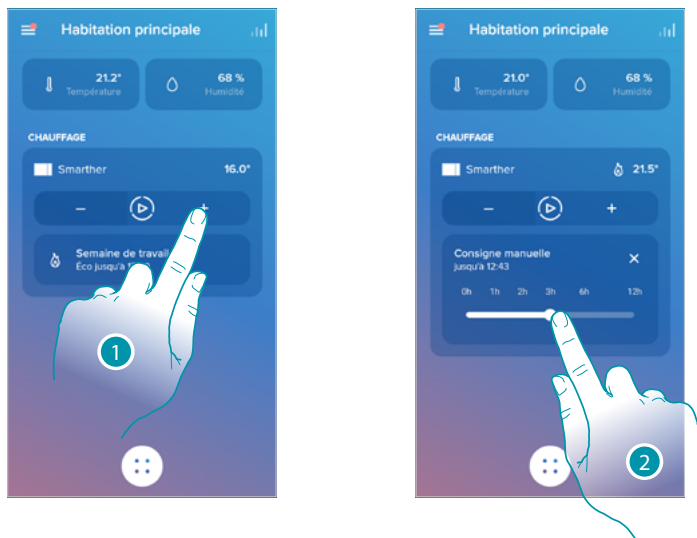 Habitation principale
21.2°
Température
68 %
Humidité
CHAUFFAGE
Smarther
16.0°
− +
Semaine de travail
Éco jusqu'à
1
Habitation principale
21.0°
Température
68 %
Humidité
CHAUFFAGE
Smarther
21.5°
− +
Consigne manuelle
jusqu'à 12:43
0h 1h 2h 3h 6h 12h
2